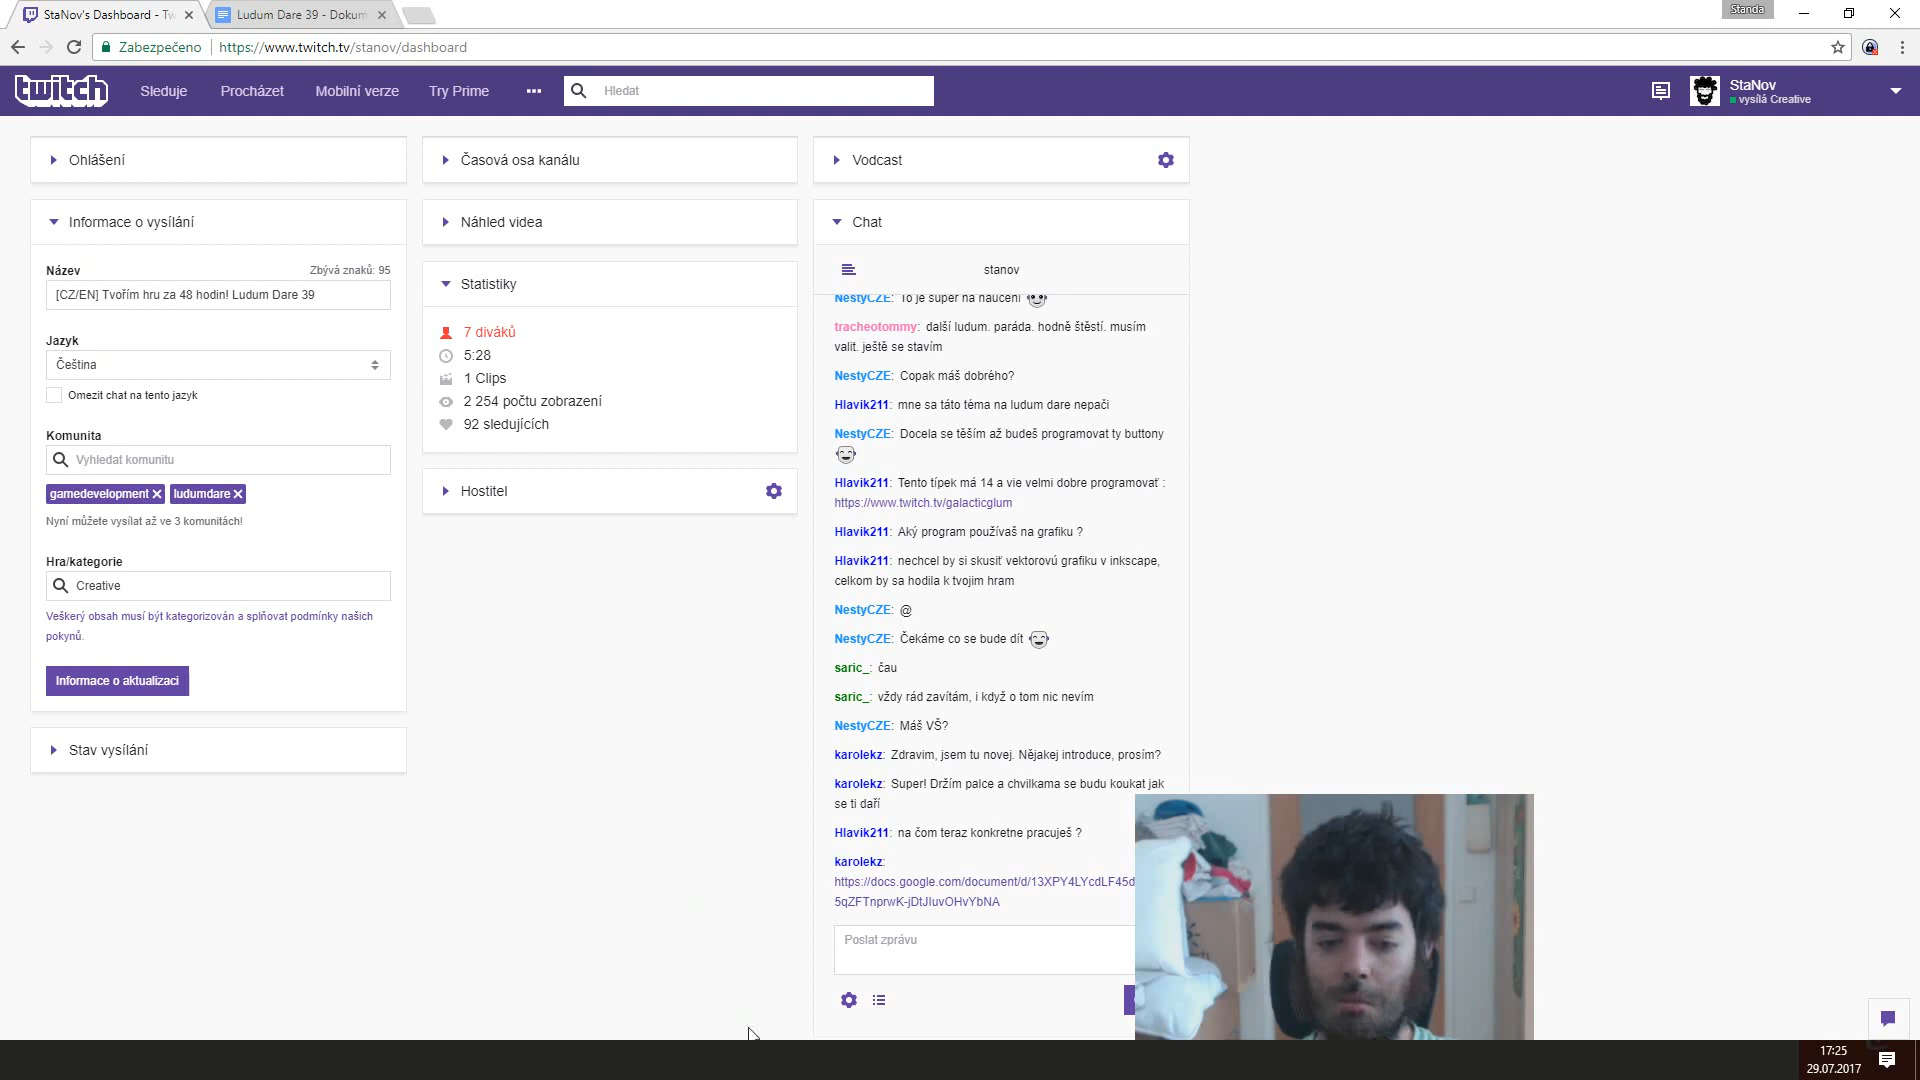 StaNov's Dashboard - Tw
Ludum Dare 39 - Dokum
Standa
Zabezpečeno
https://www.twitch.tv/stanov/dashboard
twitch
Sleduje
Procházet
Mobilní verze
Try Prime
Hledat
StaNov
vysílá Creative
Ohlášení
Informace o vysílání
Název
Zbývá znaků: 95
[CZ/EN] Tvořím hru za 48 hodin! Ludum Dare 39
Jazyk
Čeština
Omezit chat na tento jazyk
Komunita
Vyhledat komunitu
gamedevelopment
ludumdare
Nyní můžete vysílat až ve 3 komunitách!
Hra/kategorie
Creative
Veškerý obsah musí být kategorizován a splňovat podmínky našich
pokynů.
Informace o aktualizaci
Stav vysílání
Časová osa kanálu
Náhled videa
Statistiky
7 diváků
5:28
1 Clips
2 254 počtu zobrazení
92 sledujících
Hostitel
Vodcast
Chat
stanov
NestyCZE: To je super na naučení
tracheotommy: další ludum. paráda. hodně štěstí. musím
valit. ještě se stavím
NestyCZE: Copak máš dobrého?
Hlavik211: mne sa táto téma na ludum dare nepači
NestyCZE: Docela se těším až budeš programovat ty buttony
Hlavik211: Tento típek má 14 a vie velmi dobre programovať :
https://www.twitch.tv/galacticglum
Hlavik211: Aký program používaš na grafiku ?
Hlavik211: nechcel by si skusiť vektorovú grafiku v inkscape,
celkom by sa hodila k tvojim hram
NestyCZE: @
NestyCZE: Čekáme co se bude dít
saric_: čau
saric_: vždy rád zavítám, i když o tom nic nevím
NestyCZE: Máš VŠ?
karolekz: Zdravim, jsem tu novej. Nějakej introduce, prosím?
karolekz: Super! Držím palce a chvilkama se budu koukat jak
se ti daří
Hlavik211: na čom teraz konkretne pracuješ ?
karolekz:
https://docs.google.com/document/d/13XPY4LYcdLF45d
5qZFTnprwK-jDtJluvOHvYbNA
Poslat zprávu
17:25
29.07.2017